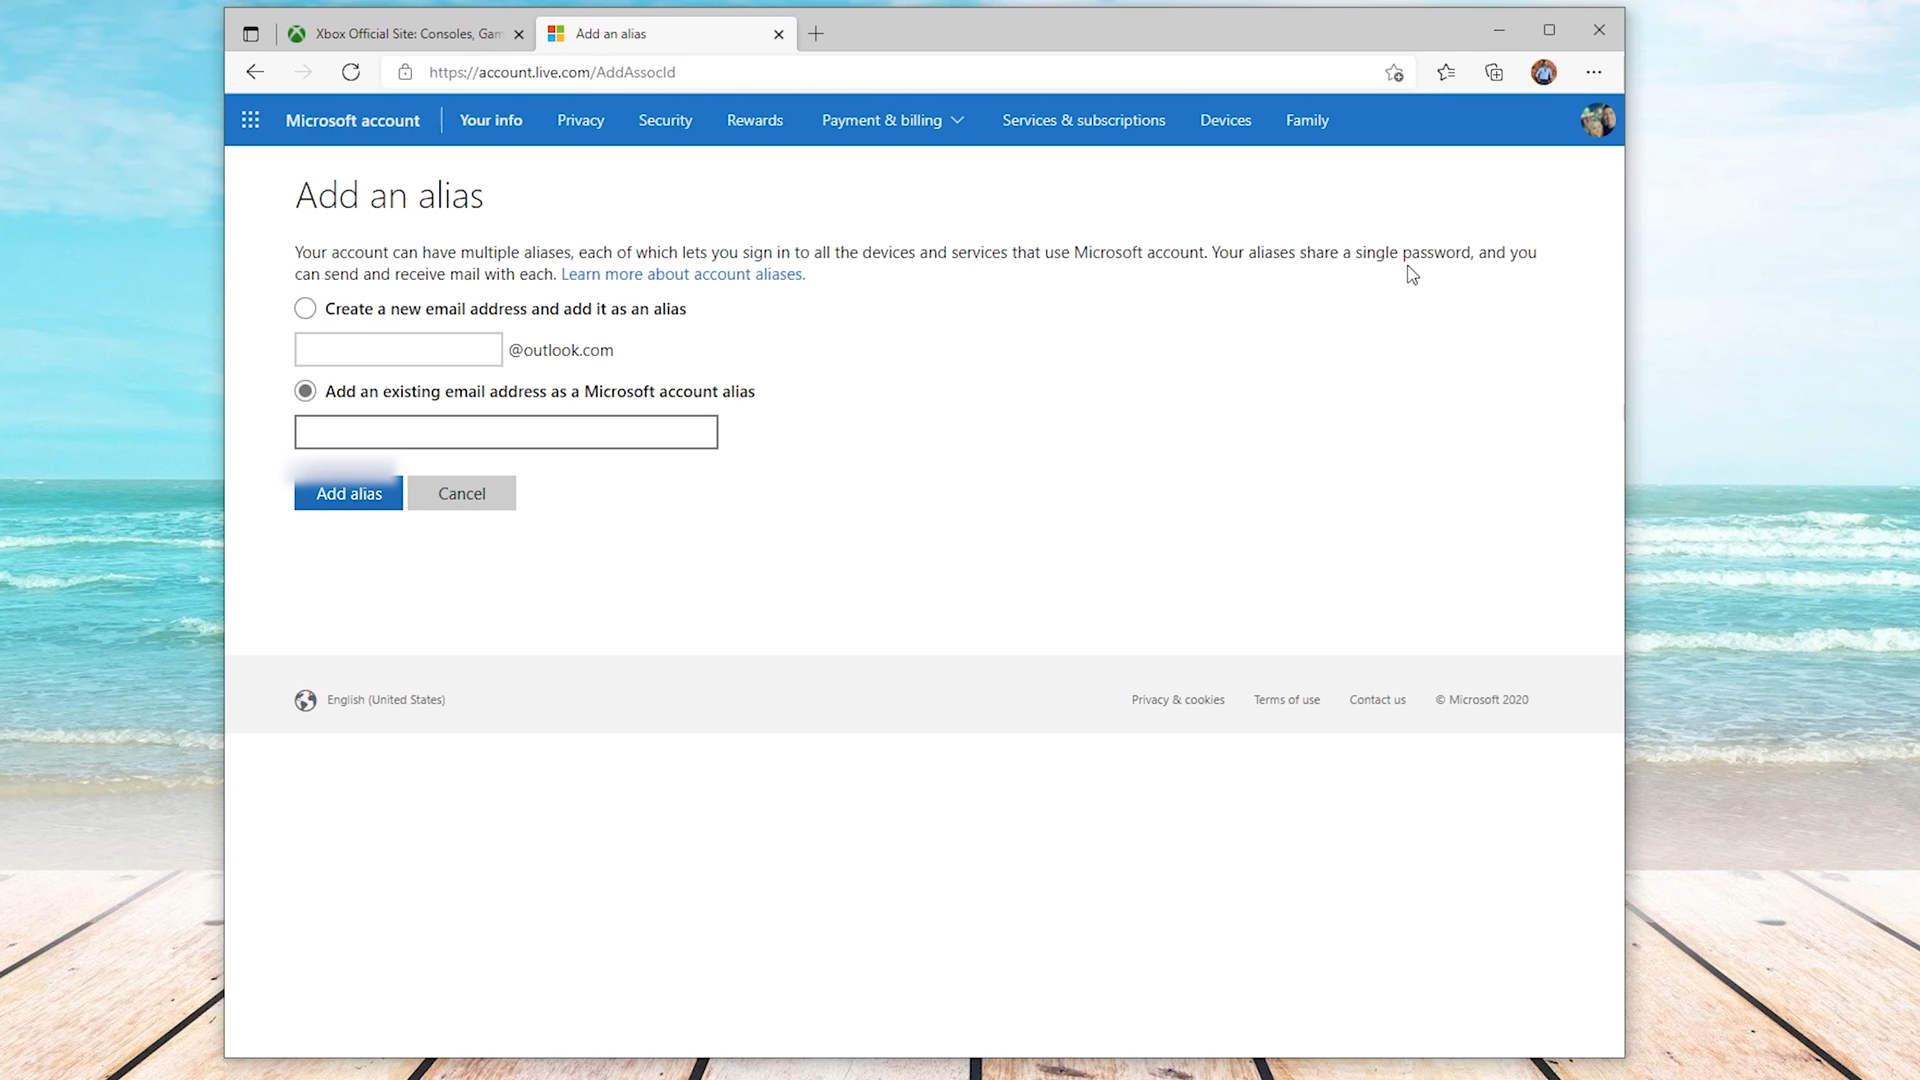 Xbox Official Site: Consoles, Gam
Add an alias
https://account.live.com/AddAssocId
Microsoft account
Your info
Privacy
Security
Rewards
Payment & billing
Services & subscriptions
Devices
Family
Add an alias
Your account can have multiple aliases, each of which lets you sign in to all the devices and services that use Microsoft account. Your aliases share a single password, and you
can send and receive mail with each. Learn more about account aliases.
Create a new email address and add it as an alias
@outlook.com
Add an existing email address as a Microsoft account alias
Add alias
Cancel
English (United States)
Privacy & cookies
Terms of use
Contact us
© Microsoft 2020